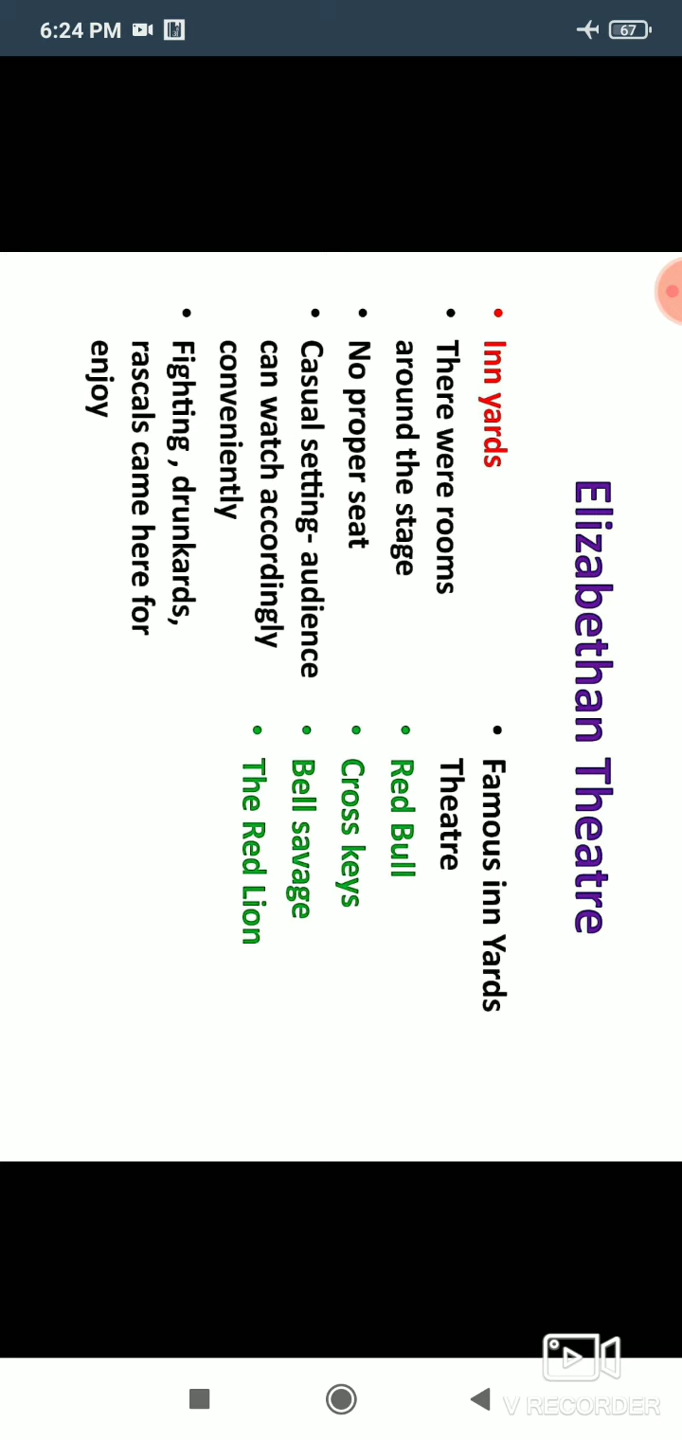 6:24 PM
67
Elizabethan Theatre
• Inn yards
• There were rooms
around the stage
• No proper seat
• Casual setting- audience
can watch accordingly
conveniently
• Fighting , drunkards,
rascals came here for
enjoy
• Famous inn Yards
Theatre
• Red Bull
• Cross keys
• Bell savage
• The Red Lion
V RECORDER